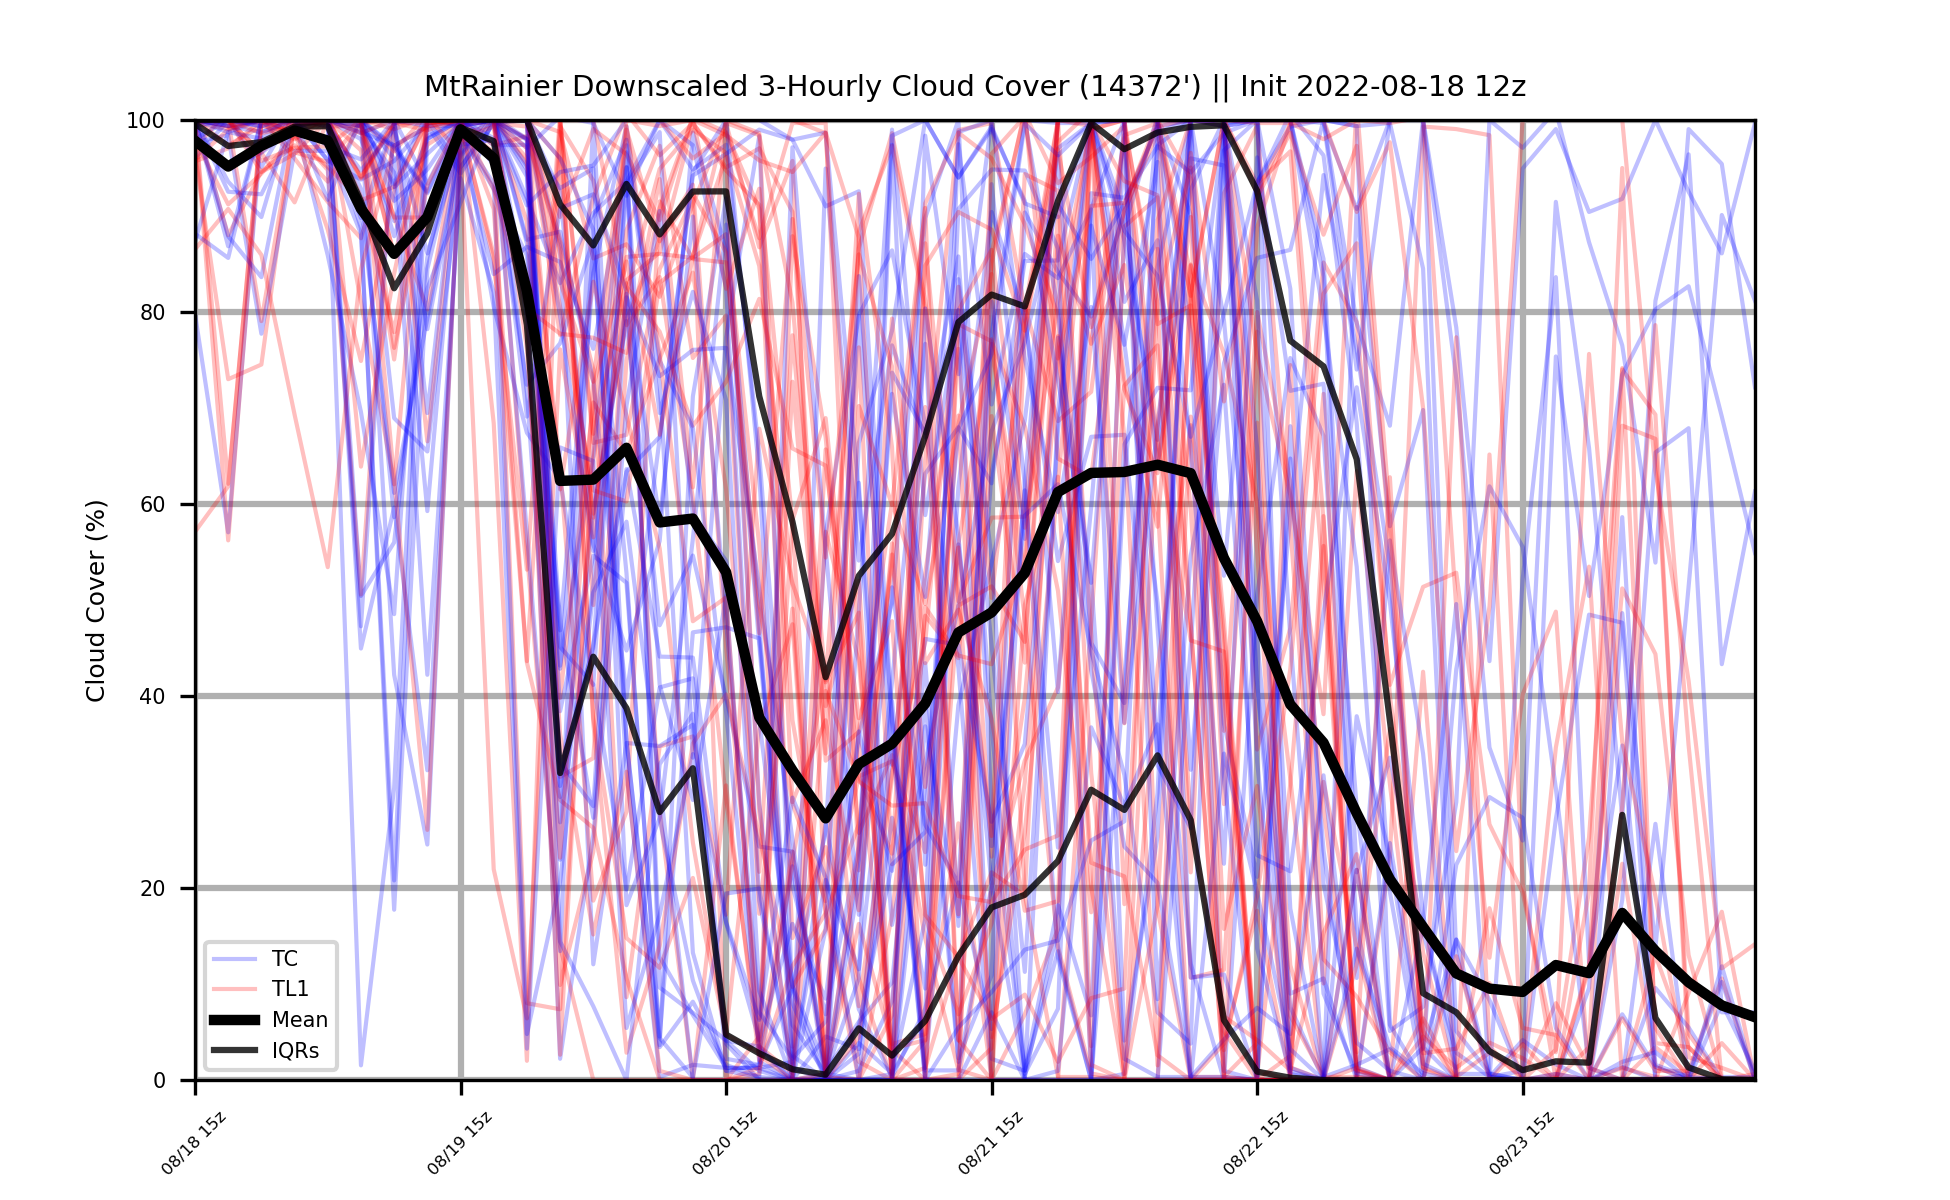 MtRainier Downscaled 3-Hourly Cloud Cover (14372') || Init 2022-08-18 12z
Cloud Cover (%)
100
80
60
40
20
0
TC
TL1
Mean
IQRs
08/18 15z
08/19 15z
08/20 15z
08/21 15z
08/22 15z
08/23 15z